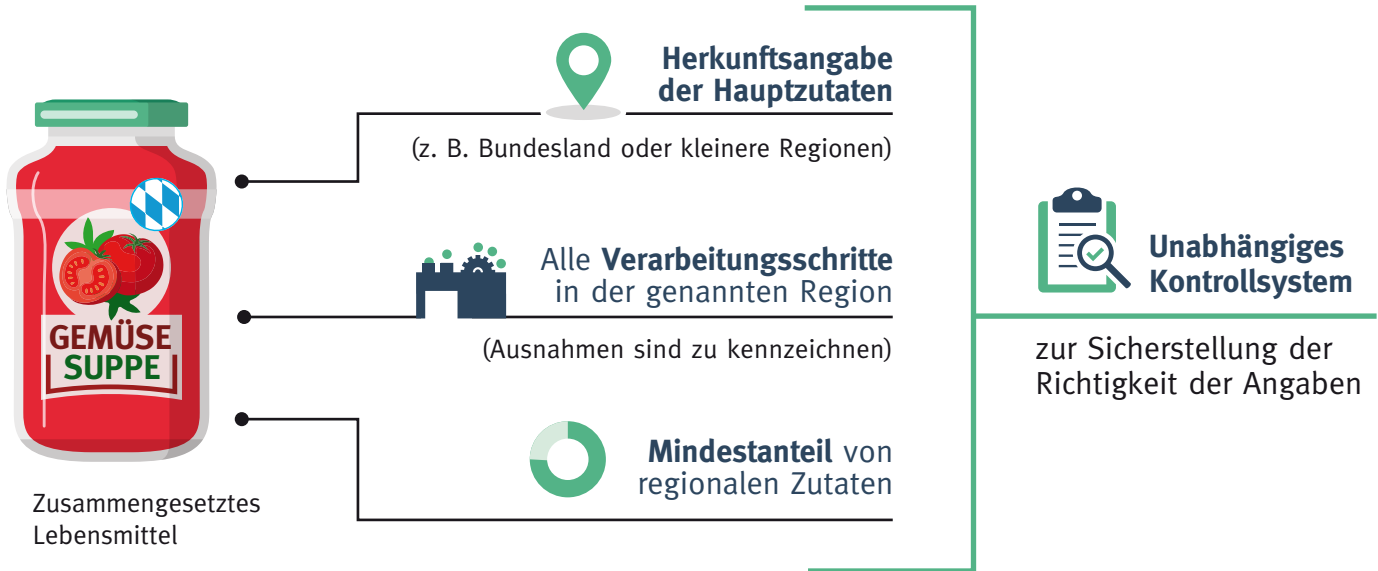 Herkunftsangabe
der Hauptzutaten
(z. B. Bundesland oder kleinere Regionen)
Alle Verarbeitungsschritte
in der genannten Region
(Ausnahmen sind zu kennzeichnen)
Mindestanteil von
regionalen Zutaten
GEMÜSE
SUPPE
Zusammengesetztes
Lebensmittel
Unabhängiges
Kontrollsystem
zur Sicherstellung der
Richtigkeit der Angaben